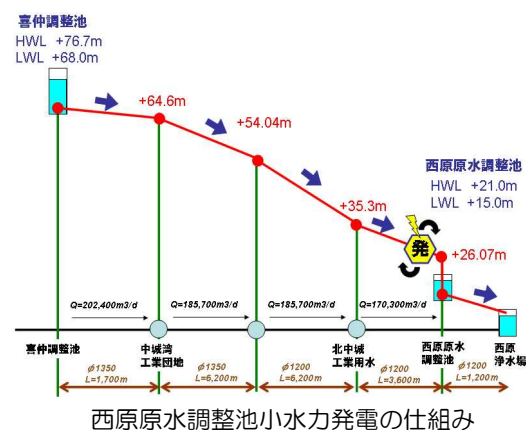 喜仲調整池
HWL +76.7m
LWL +68.0m
+64.6m
+54.04m
西原原水調整池
HWL +21.0m
LWL +15.0m
+35.3m
発
+26.07m
Q=202,400m3/d
Q=185,700m3/d
Q=185,700m3/d
Q=170,300m3/d
喜仲調整池
中城湾
工業団地
北中城
工業用水
西原原水
調整池
西原
浄水場
φ1350
L=1,700m
φ1350
L=6,200m
φ1200
L=6,200m
φ1200
L=3,600m
φ1200
L=1,200m
西原原水調整池小水力発電の仕組み